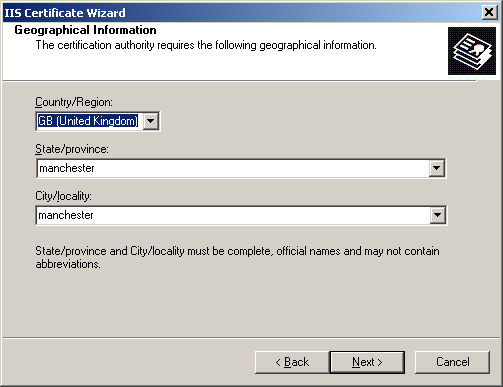 IIS Certificate Wizard
Geographical Information
The certification authority requires the following geographical information.
Country/Region:
GB (United Kingdom)
State/province:
manchester
City/locality:
manchester
State/province and City/locality must be complete, official names and may not contain
abbreviations.
< Back
Next >
Cancel